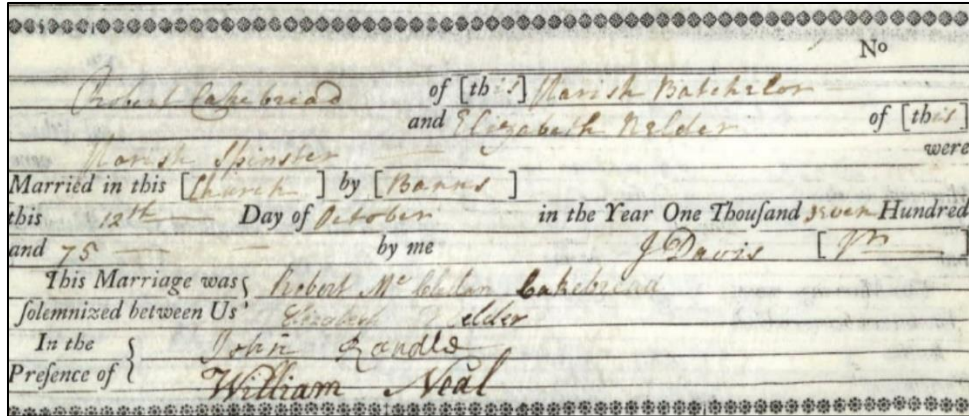 No
Robert Cakebread of [this] Parish Batchelor
and Elizabeth Nelder of [this]
Parish Spinster were
Married in this [Church] by [Banns]
this 12th Day of October in the Year One Thouſand seven Hundred
and 75 by me J Davis
This Marriage was { Robert Mc Cakebread
ſolemnized between Us Elizabeth Nelder
In the { John Randle
Preſence of William Neal